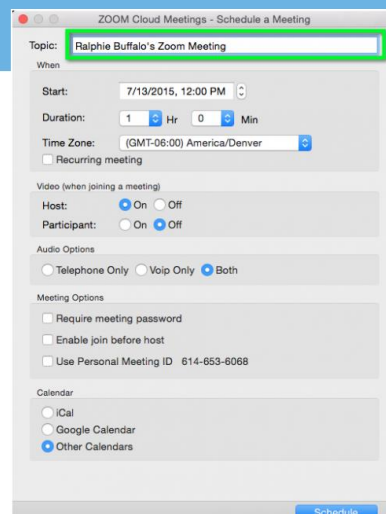 ZOOM Cloud Meetings - Schedule a Meeting
Topic: Ralphie Buffalo's Zoom Meeting
When
Start: 7/13/2015, 12:00 PM
Duration: 1 Hr 0 Min
Time Zone: (GMT-06:00) America/Denver
Recurring meeting
Video (when joining a meeting)
Host: On Off
Participant: On Off
Audio Options
Telephone Only Voip Only Both
Meeting Options
Require meeting password
Enable join before host
Use Personal Meeting ID 614-653-6068
Calendar
iCal
Google Calendar
Other Calendars
Schedule